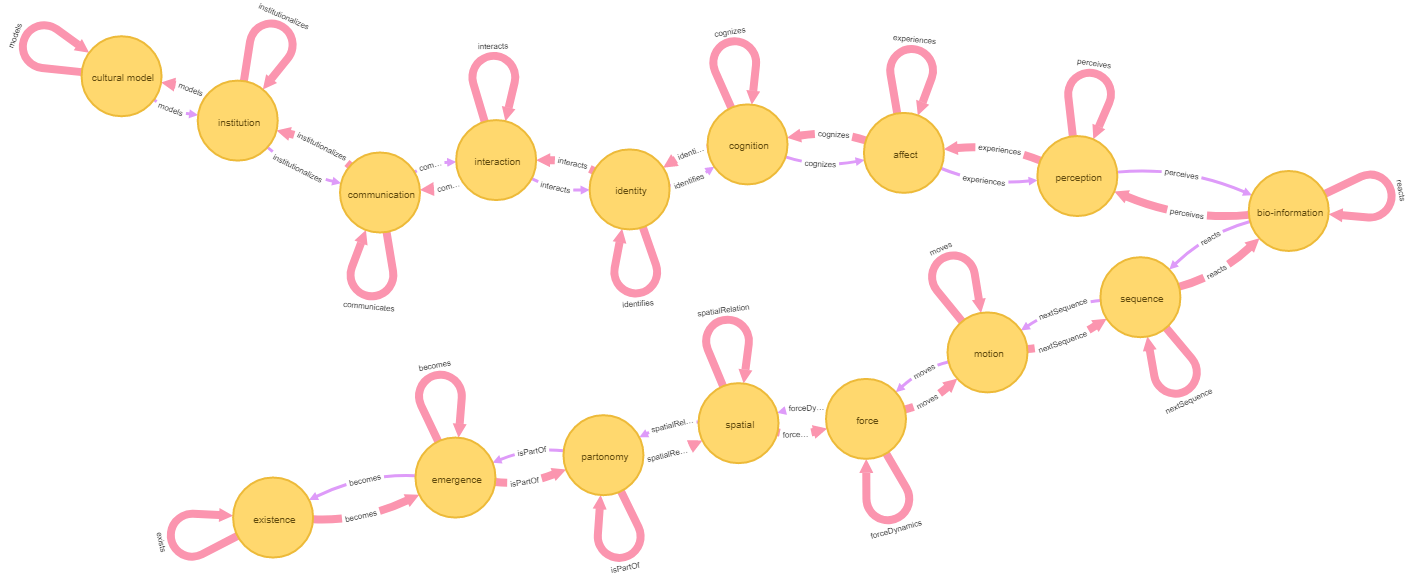 models
institutionalizes
cultural model
models
models
institution
institutionalizes
institutionalizes
interacts
com…
communication
com…
interaction
communicates
interacts
interacts
identity
identifies
identi…
identifies
cognizes
cognition
cognizes
cognizes
experiences
affect
experiences
experiences
perceives
perception
perceives
perceives
bio-information
reacts
reacts
reacts
sequence
nextSequence
nextSequence
nextSequence
moves
motion
moves
moves
force
forceDynamics
forceDy…
force…
spatialRelation
spatial
spatialRel…
spatialRe…
partonomy
isPartOf
isPartOf
isPartOf
becomes
emergence
becomes
becomes
existence
exists